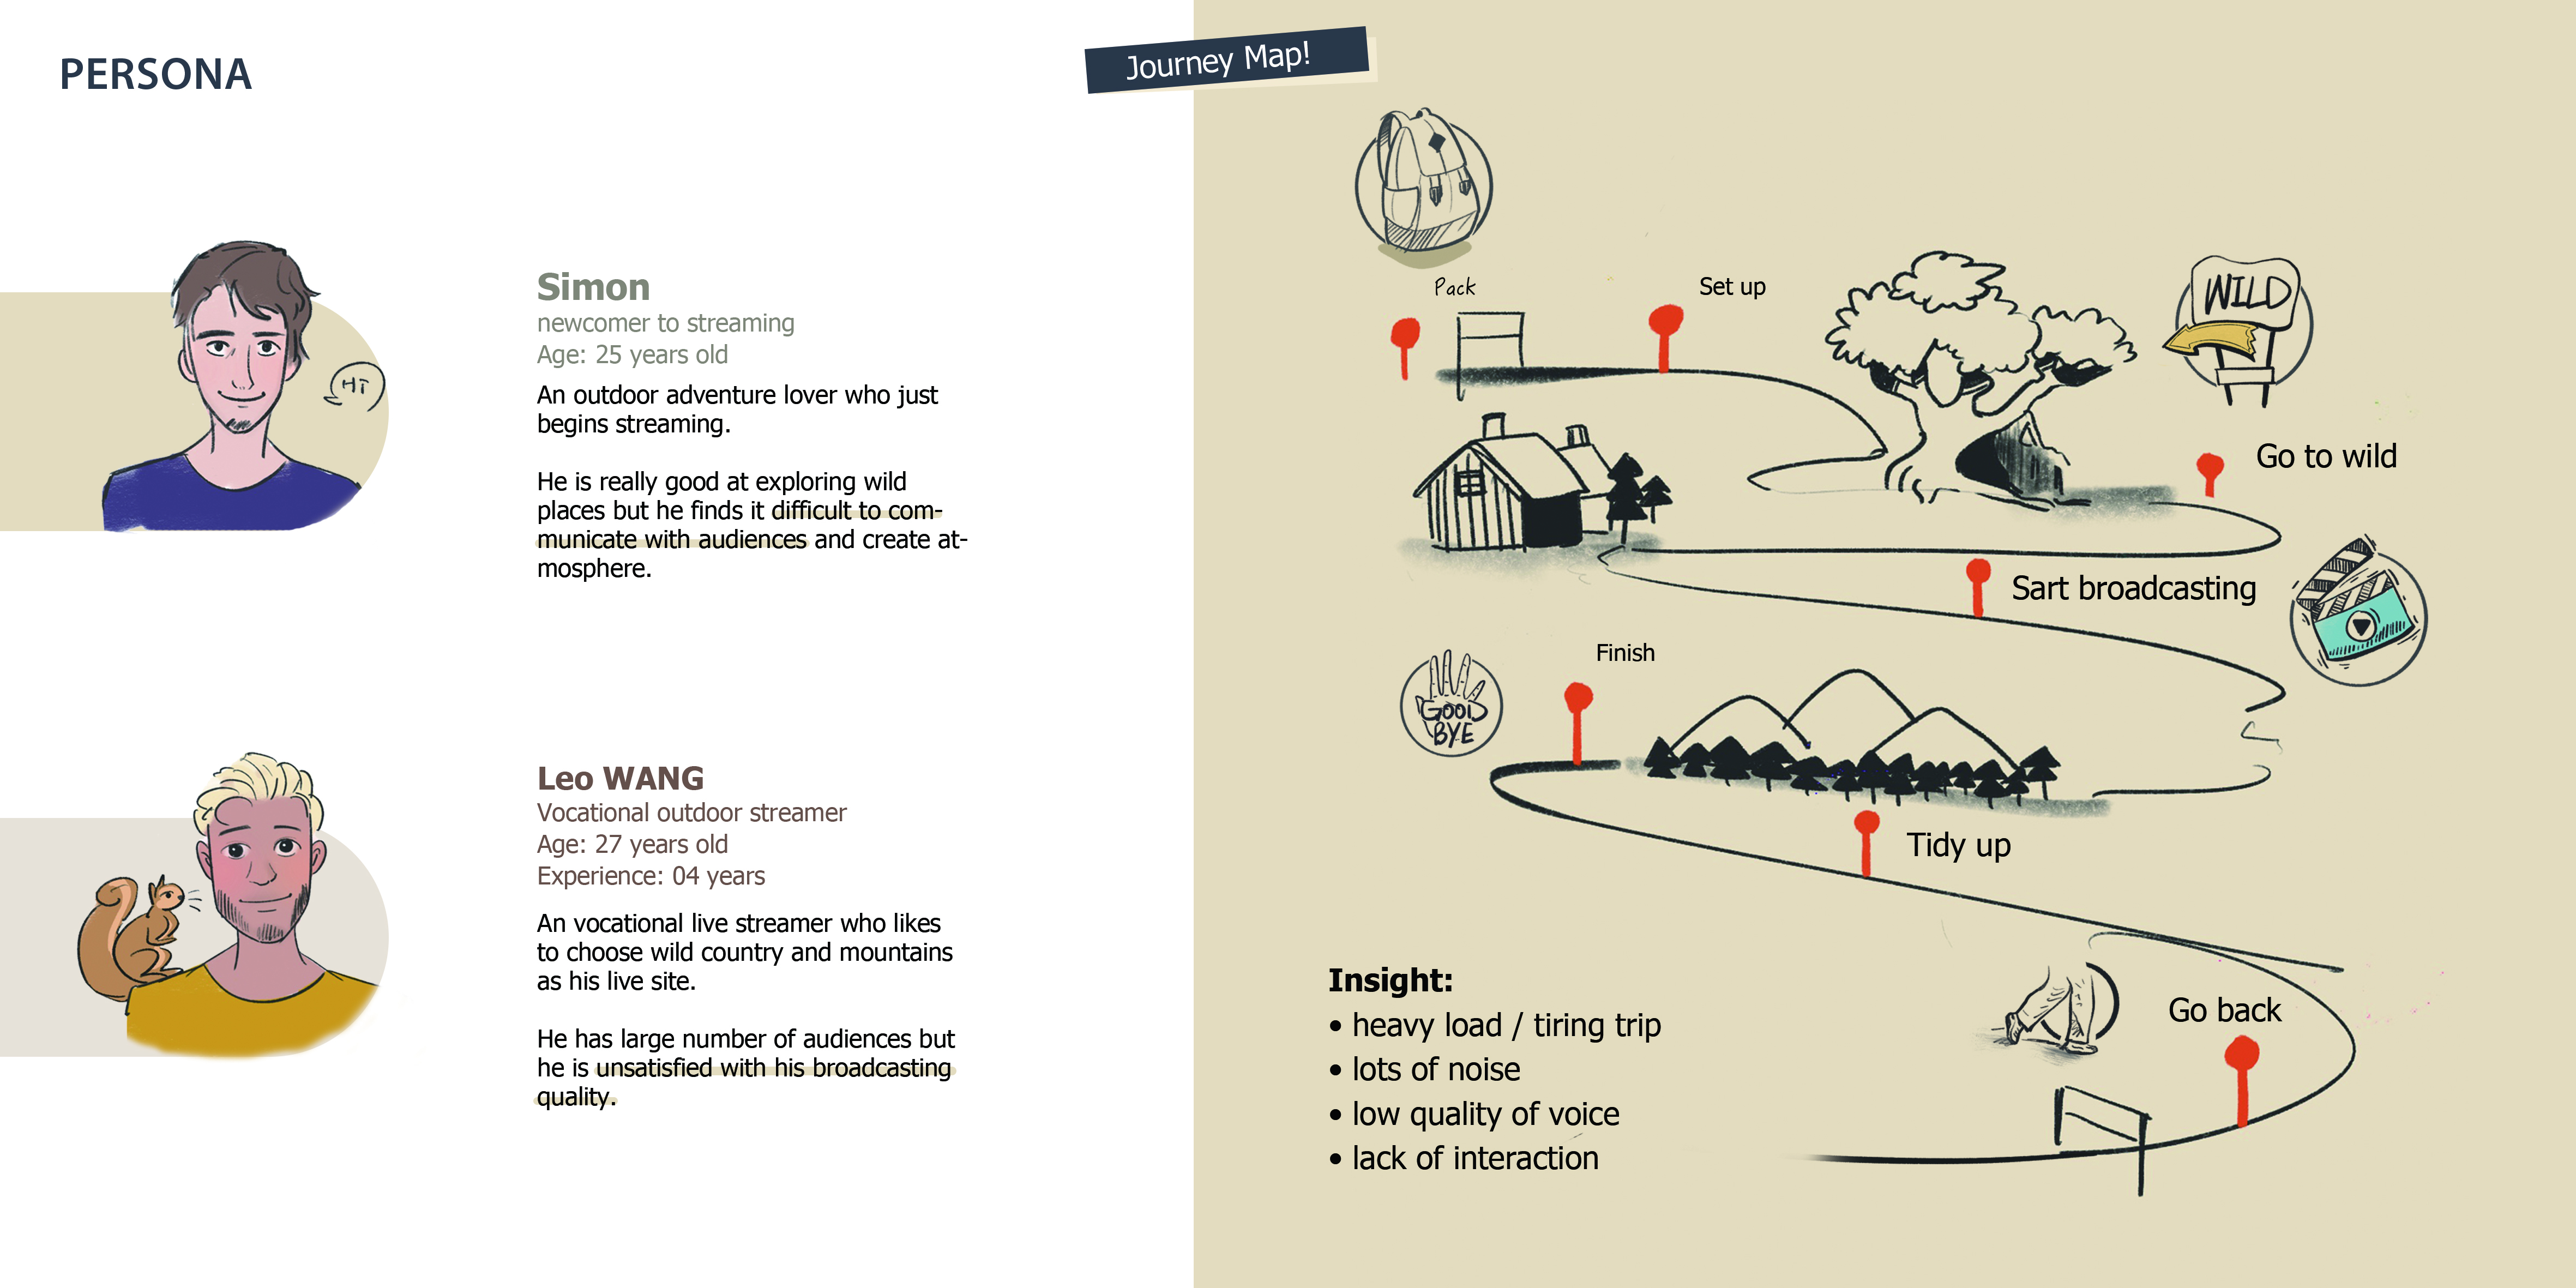 PERSONA
Simon
newcomer to streaming
Age: 25 years old
An outdoor adventure lover who just
begins streaming.
He is really good at exploring wild
places but he finds it difficult to com-
municate with audiences and create at-
mosphere.
Hi
Leo WANG
Vocational outdoor streamer
Age: 27 years old
Experience: 04 years
An vocational live streamer who likes
to choose wild country and mountains
as his live site.
He has large number of audiences but
he is unsatisfied with his broadcasting
quality.
Journey Map!
Pack
Set up
WILD
Go to wild
Sart broadcasting
Finish
GOOD
BYE
Tidy up
Go back
Insight:
• heavy load / tiring trip
• lots of noise
• low quality of voice
• lack of interaction